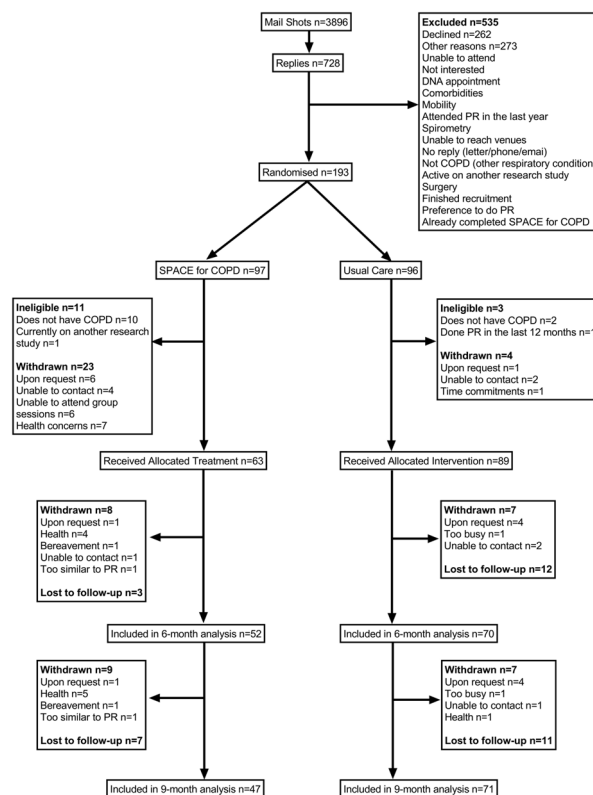 Mail Shots n=3896
Replies n=728
Excluded n=535
Declined n=262
Other reasons n=273
Unable to attend
Not interested
DNA appointment
Comorbidities
Mobility
Attended PR in the last year
Spirometry
Unable to reach venues
No reply (letter/phone/emai)
Not COPD (other respiratory condition
Active on another research study
Surgery
Finished recruitment
Preference to do PR
Already completed SPACE for COPD
Randomised n=193
SPACE for COPD n=97
Usual Care n=96
Ineligible n=11
Does not have COPD n=10
Currently on another research
study n=1
Withdrawn n=23
Upon request n=6
Unable to contact n=4
Unable to attend group
sessions n=6
Health concerns n=7
Ineligible n=3
Does not have COPD n=2
Done PR in the last 12 months n=1
Withdrawn n=4
Upon request n=1
Unable to contact n=2
Time commitments n=1
Received Allocated Treatment n=63
Received Allocated Intervention n=89
Withdrawn n=8
Upon request n=1
Health n=4
Bereavement n=1
Unable to contact n=1
Too similar to PR n=1
Lost to follow-up n=3
Withdrawn n=7
Upon request n=4
Too busy n=1
Unable to contact n=2
Lost to follow-up n=12
Included in 6-month analysis n=52
Included in 6-month analysis n=70
Withdrawn n=9
Upon request n=1
Health n=5
Bereavement n=1
Too similar to PR n=1
Lost to follow-up n=7
Withdrawn n=7
Upon request n=4
Too busy n=1
Unable to contact n=1
Health n=1
Lost to follow-up n=11
Included in 9-month analysis n=47
Included in 9-month analysis n=71